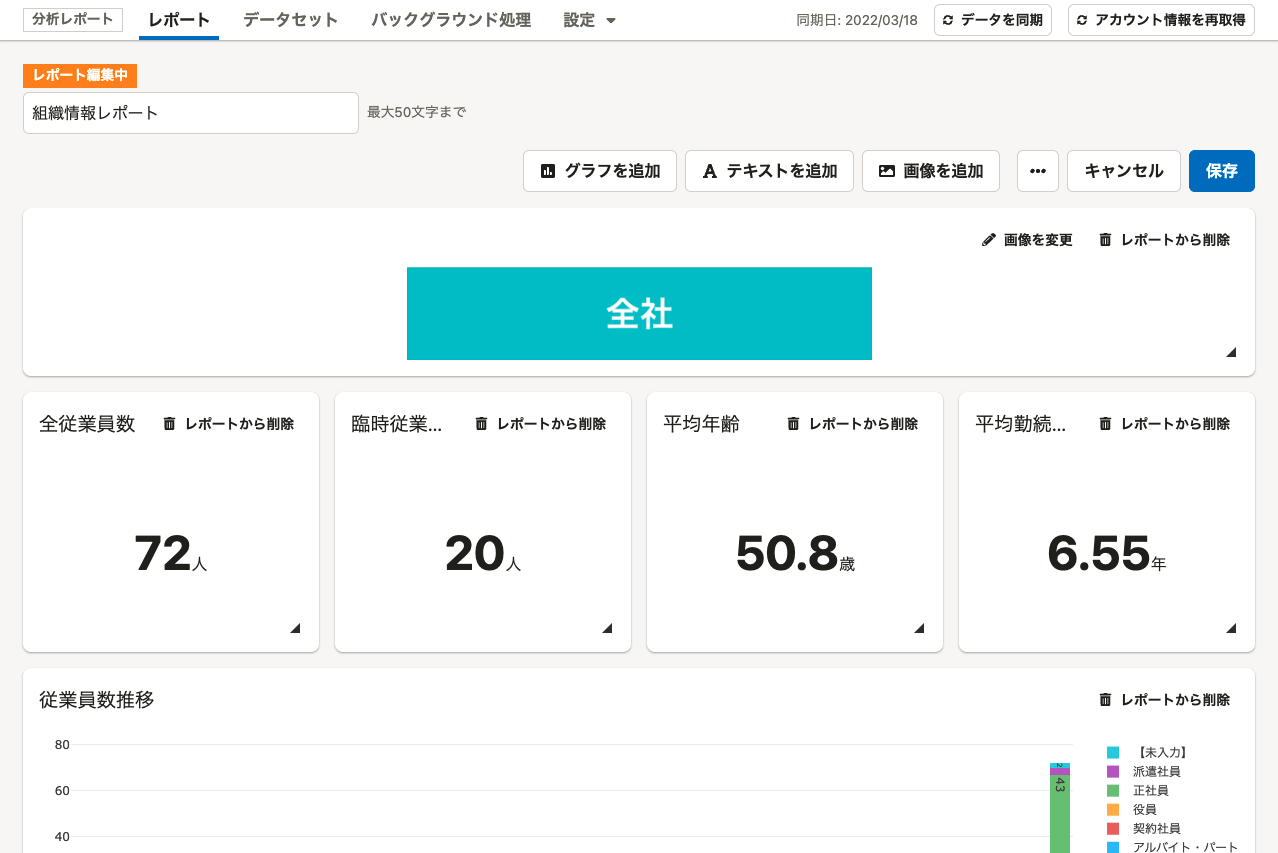 分析レポート
レポート
データセット
バックグラウンド処理
設定
同期日: 2022/03/18
データを同期
アカウント情報を再取得
レポート編集中
組織情報レポート
最大50文字まで
グラフを追加
A テキストを追加
画像を追加
•••
キャンセル
保存
画像を変更
レポートから削除
全社
全従業員数
レポートから削除
72人
臨時従業...
レポートから削除
20人
平均年齢
レポートから削除
50.8歳
平均勤続...
レポートから削除
6.55年
従業員数推移
レポートから削除
80
60
40
2
43
【未入力】
派遣社員
正社員
役員
契約社員
アルバイト・パート